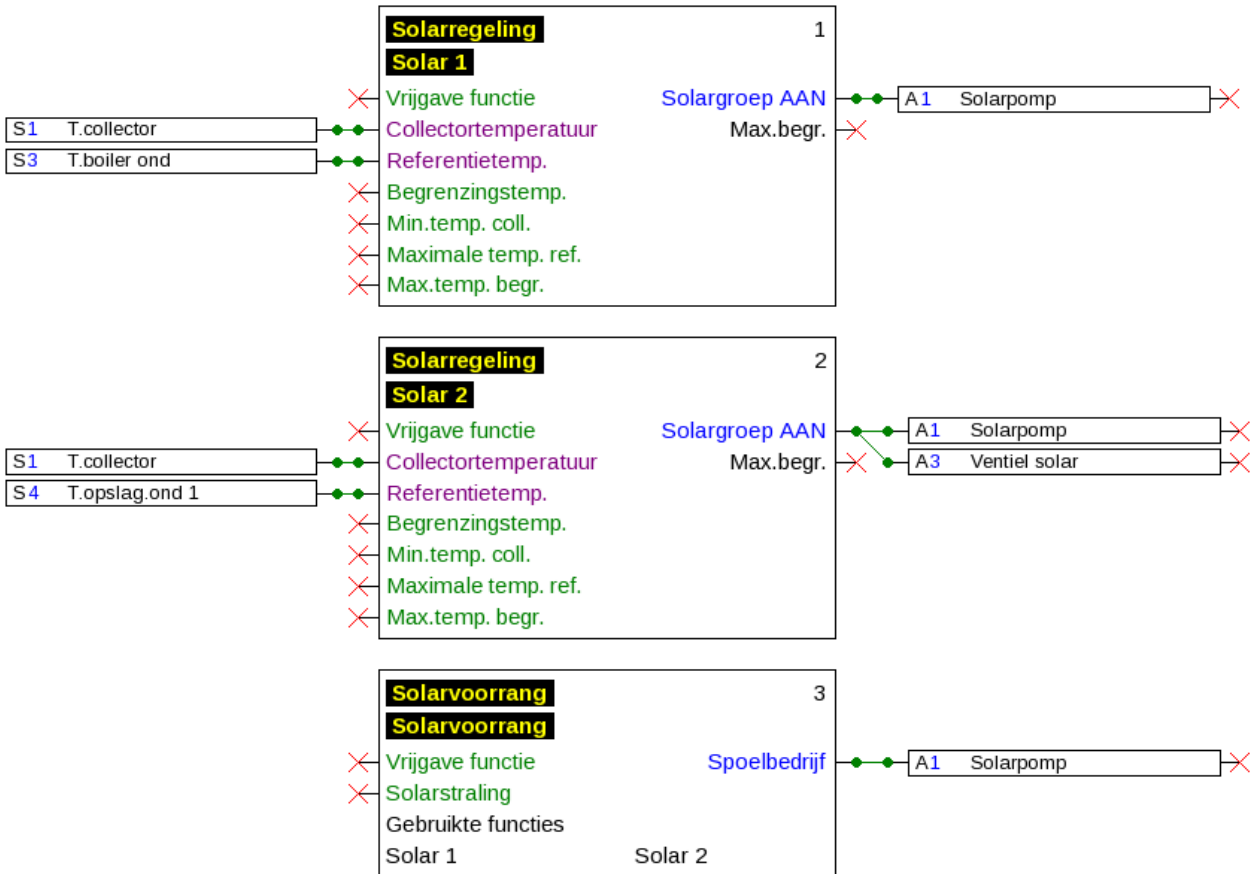 Solarregeling 1
Solar 1
Vrijgave functie Solargroep AAN A1 Solarpomp
S1 T.collector Collectortemperatuur Max.begr.
S3 T.boiler ond Referentietemp.
Begrenzingstemp.
Min.temp. coll.
Maximale temp. ref.
Max.temp. begr.
Solarregeling 2
Solar 2
Vrijgave functie Solargroep AAN A1 Solarpomp
S1 T.collector Collectortemperatuur Max.begr. A3 Ventiel solar
S4 T.opslag.ond 1 Referentietemp.
Begrenzingstemp.
Min.temp. coll.
Maximale temp. ref.
Max.temp. begr.
Solarvoorrang 3
Solarvoorrang
Vrijgave functie Spoelbedrijf A1 Solarpomp
Solarstraling
Gebruikte functies
Solar 1 Solar 2